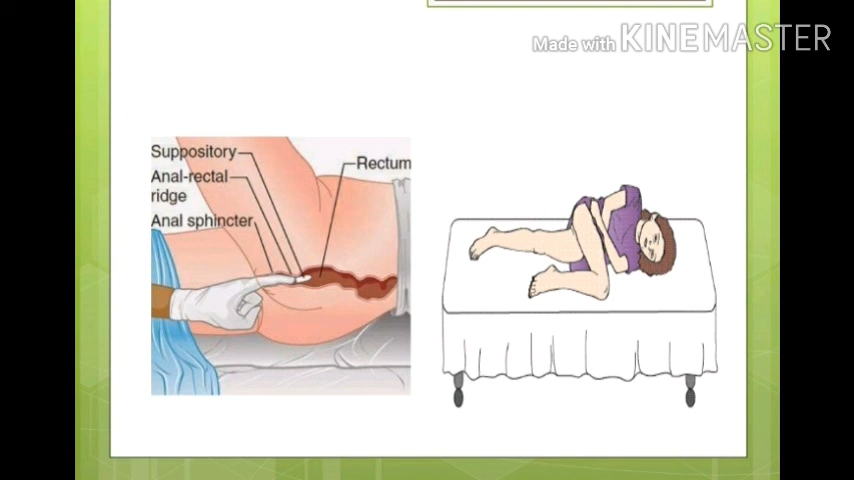 Made with KINEMASTER
Suppository
Rectum
Anal-rectal
ridge
Anal sphincter